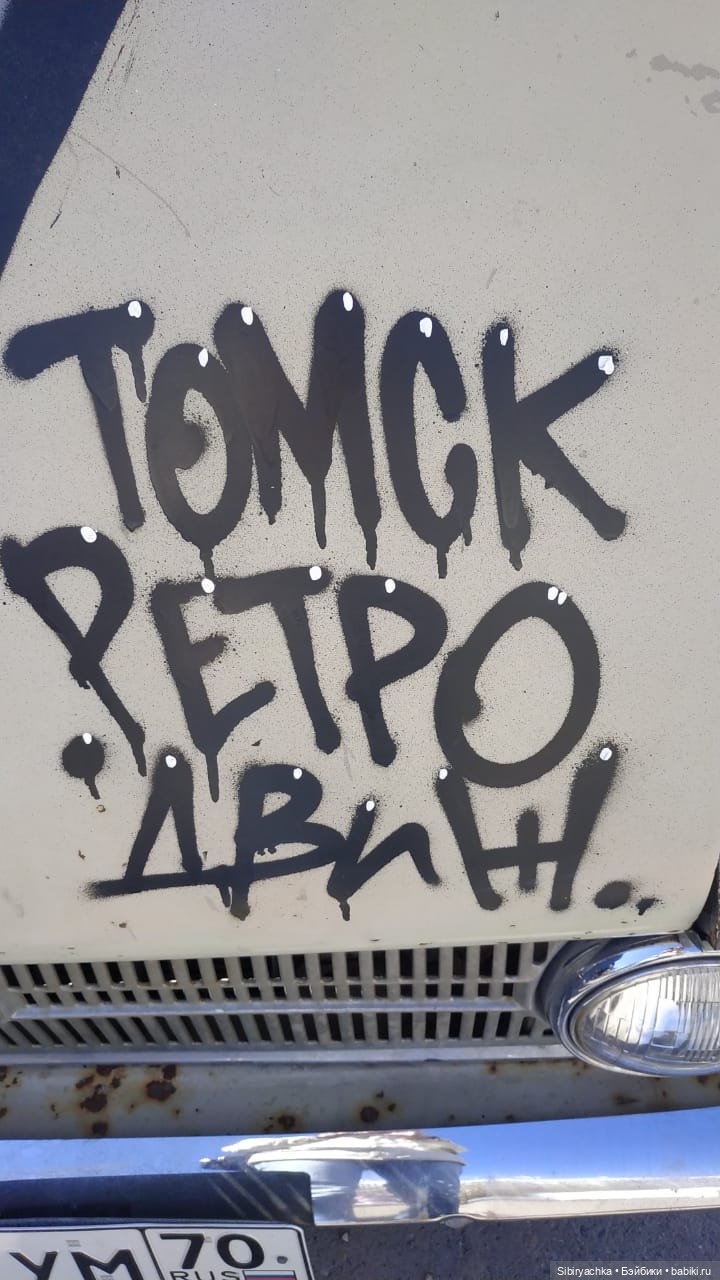 ТОМСК
РЕТРО
.ДВиЖ..
УМ 70
RUS
Sibiryachka • Бэйбики • babiki.ru